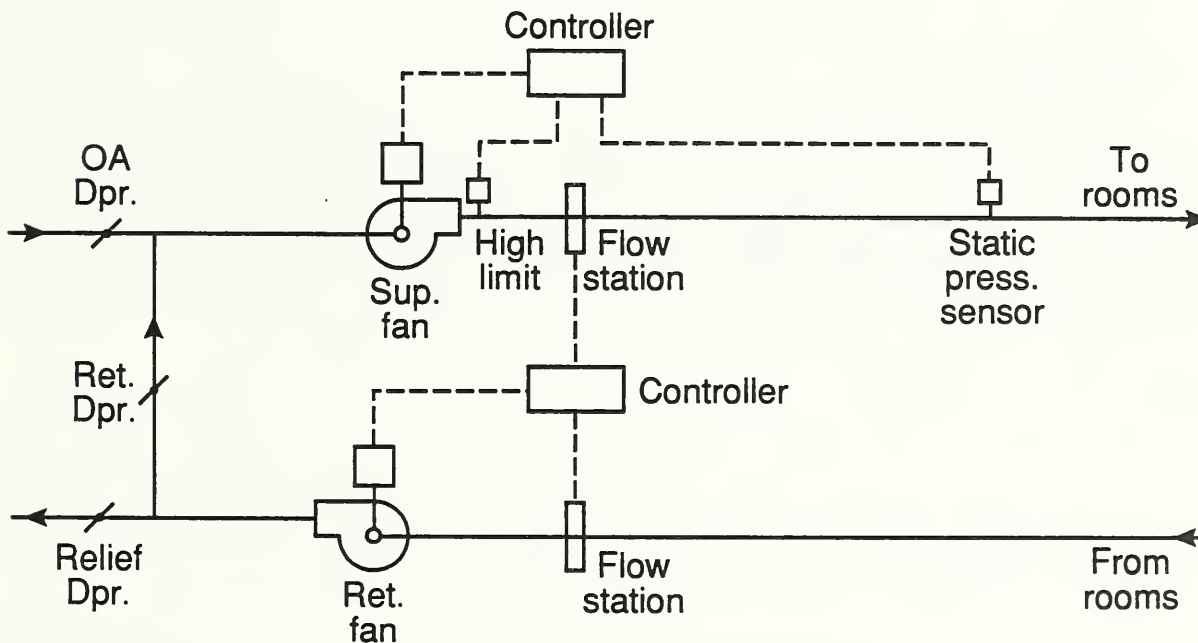 Controller
OA
Dpr.
To
rooms
High
limit
Flow
station
Static
press.
sensor
Sup.
fan
Ret.
Dpr.
Controller
Relief
Dpr.
Ret.
fan
Flow
station
From
rooms